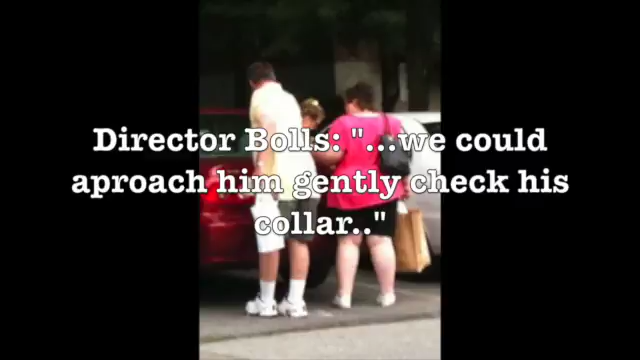 Director Bolls: "...we could
aproach him gently check his
collar.."